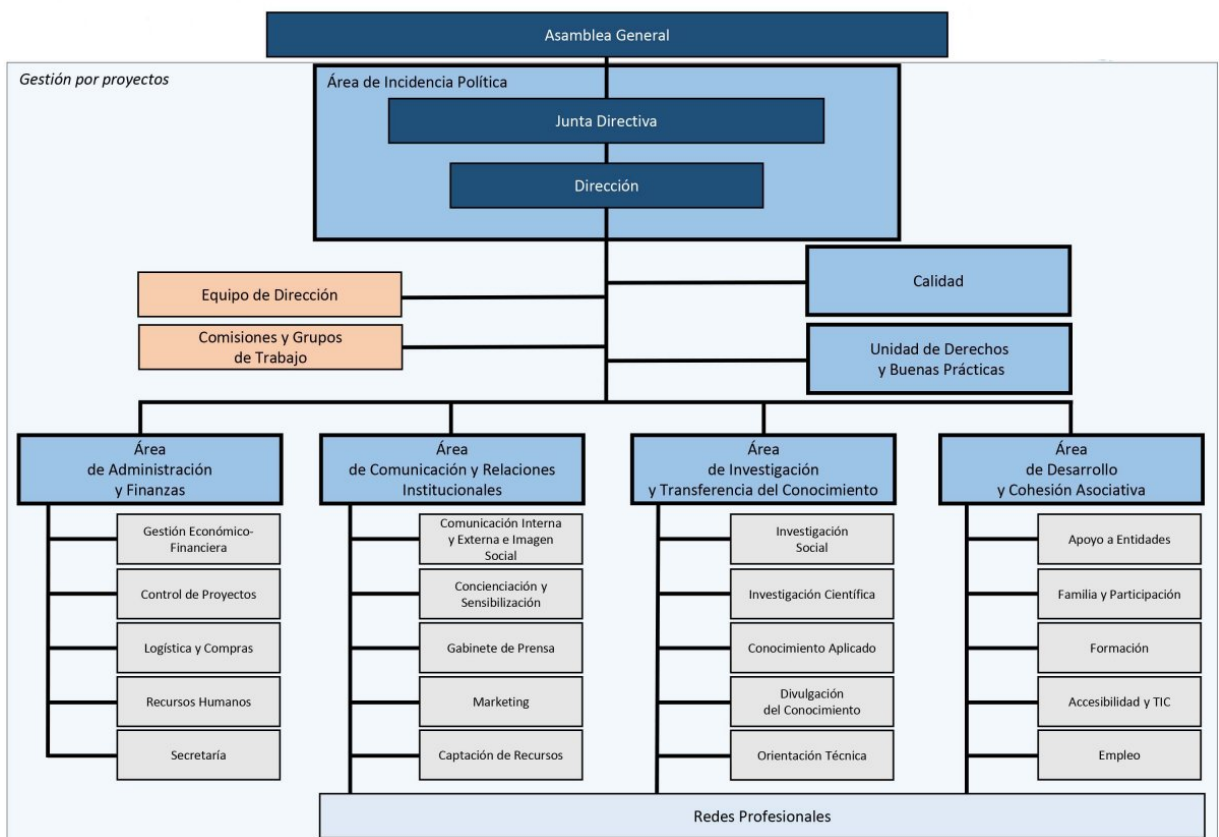 Asamblea General
Gestión por proyectos
Área de Incidencia Política
Junta Directiva
Dirección
Equipo de Dirección
Calidad
Comisiones y Grupos
de Trabajo
Unidad de Derechos
y Buenas Prácticas
Área
de Administración
y Finanzas
Gestión Económico-
Financiera
Control de Proyectos
Logística y Compras
Recursos Humanos
Secretaría
Área
de Comunicación y Relaciones
Institucionales
Comunicación Interna
y Externa e Imagen
Social
Concienciación y
Sensibilización
Gabinete de Prensa
Marketing
Captación de Recursos
Área
de Investigación
y Transferencia del Conocimiento
Investigación
Social
Investigación Científica
Conocimiento Aplicado
Divulgación
del Conocimiento
Orientación Técnica
Área
de Desarrollo
y Cohesión Asociativa
Apoyo a Entidades
Familia y Participación
Formación
Accesibilidad y TIC
Empleo
Redes Profesionales